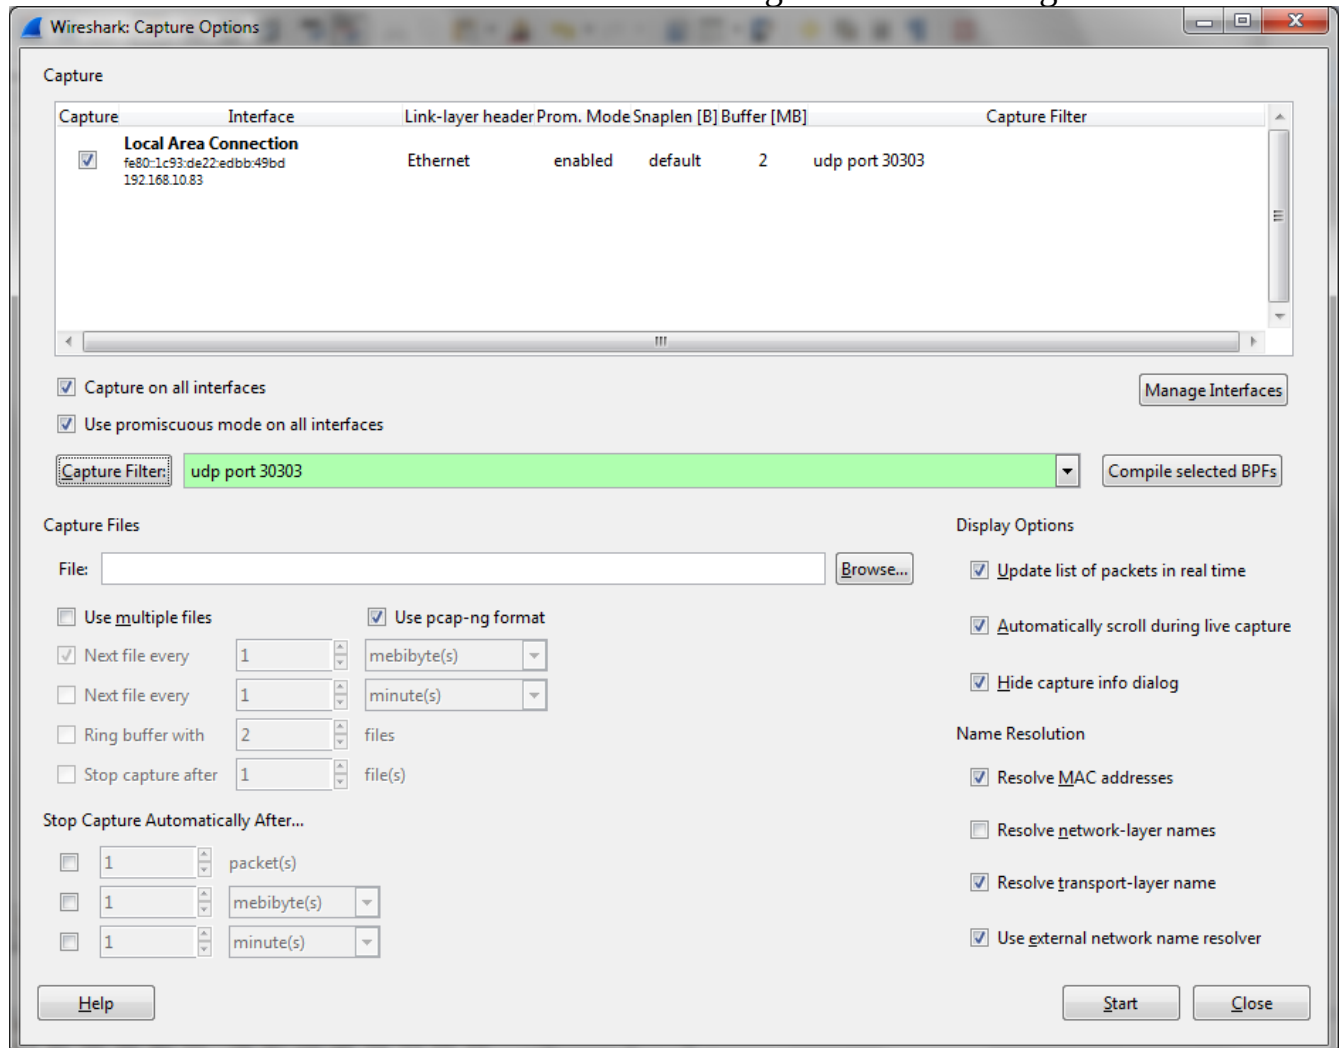 Wireshark: Capture Options
Capture
Capture Interface Link-layer header Prom. Mode Snaplen [B] Buffer [MB] Capture Filter
Local Area Connection
fe80::1c93:de22:edbb:49bd Ethernet enabled default 2 udp port 30303
192.168.10.83
Capture on all interfaces
Manage Interfaces
Use promiscuous mode on all interfaces
Capture Filter: udp port 30303 Compile selected BPFs
Capture Files
File: Browse...
Use multiple files Use pcap-ng format
Next file every 1 mebibyte(s)
Next file every 1 minute(s)
Ring buffer with 2 files
Stop capture after 1 file(s)
Stop Capture Automatically After...
1 packet(s)
1 mebibyte(s)
1 minute(s)
Display Options
Update list of packets in real time
Automatically scroll during live capture
Hide capture info dialog
Name Resolution
Resolve MAC addresses
Resolve network-layer names
Resolve transport-layer name
Use external network name resolver
Help Start Close